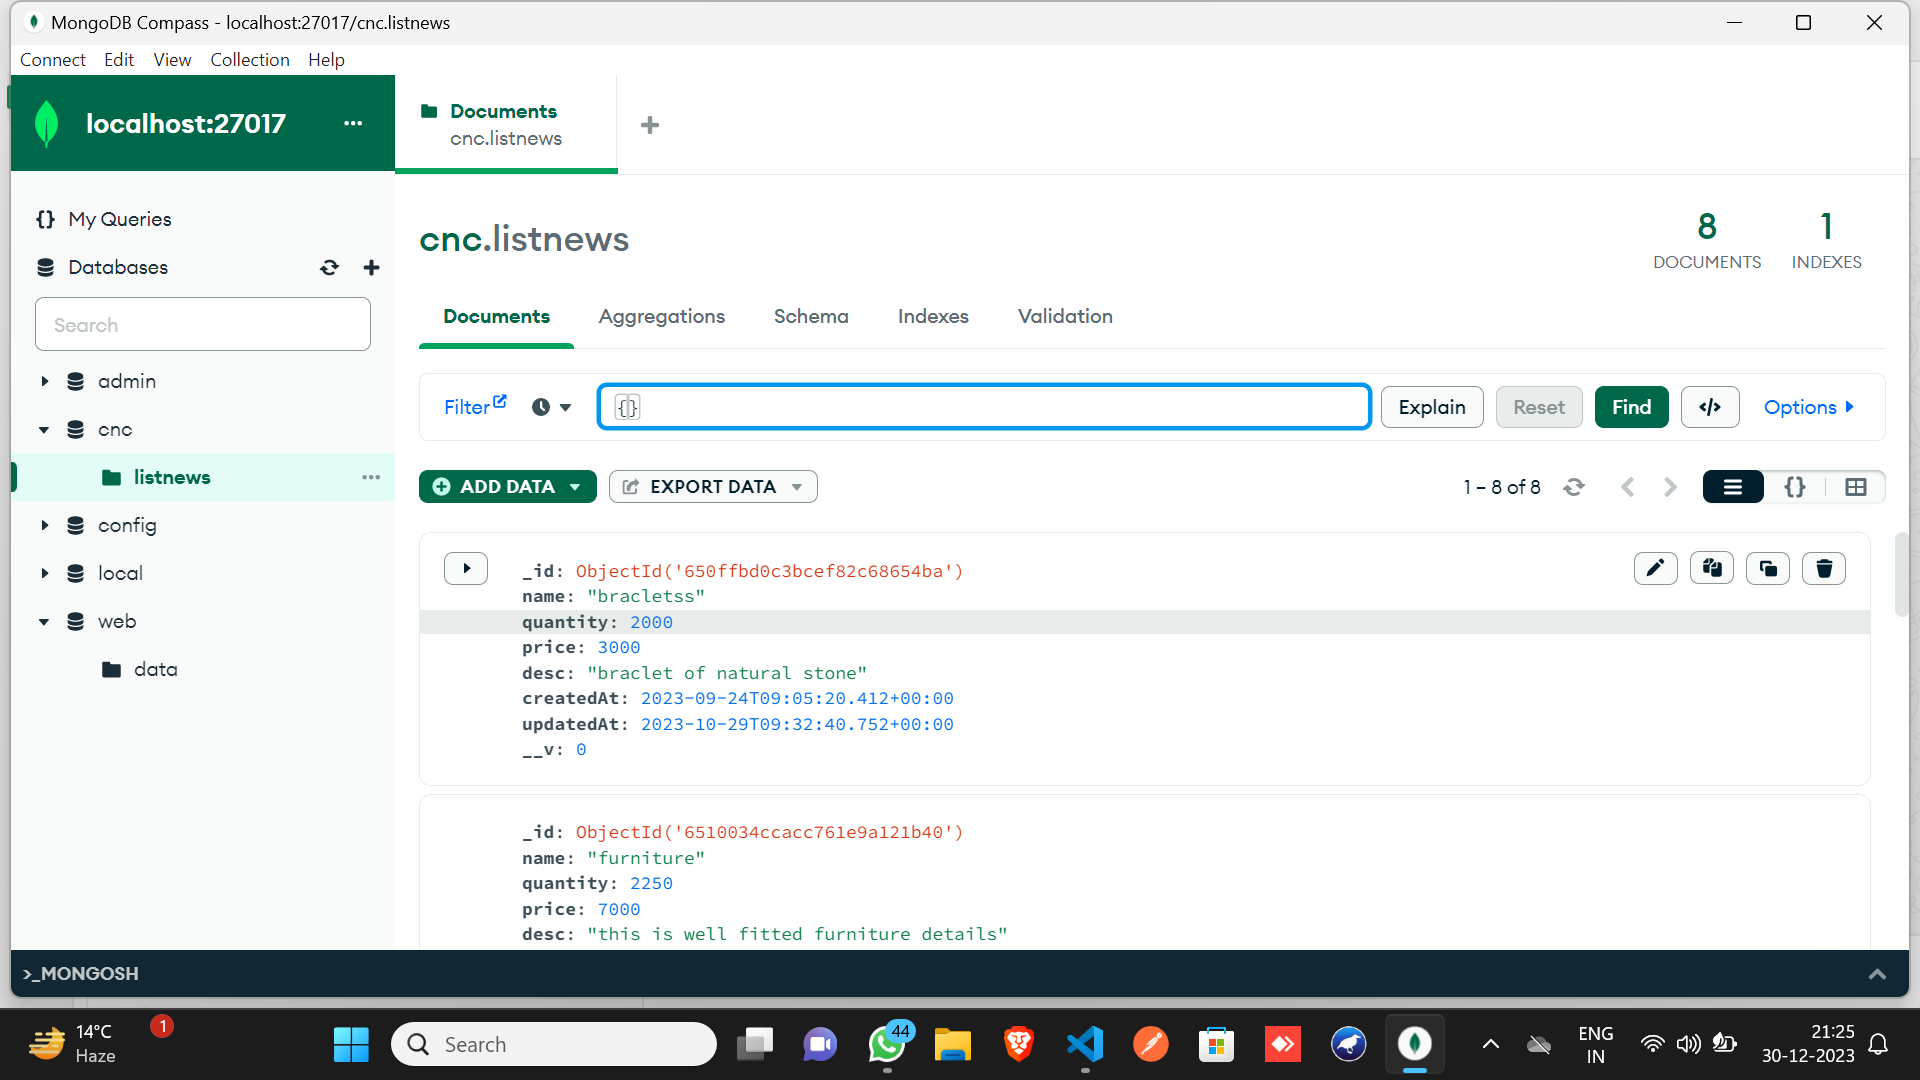 MongoDB Compass - localhost:27017/cnc.listnews
Connect Edit View Collection Help
localhost:27017 ...
Documents
cnc.listnews
{} My Queries
Databases
Search
admin
cnc
listnews ...
config
local
web
data
cnc.listnews
8
DOCUMENTS
1
INDEXES
Documents Aggregations Schema Indexes Validation
Filter {} Explain Reset Find </> Options
ADD DATA EXPORT DATA 1 – 8 of 8 {}
_id: ObjectId('650ffbd0c3bcef82c68654ba')
name: "bracletss"
quantity: 2000
price: 3000
desc: "braclet of natural stone"
createdAt: 2023-09-24T09:05:20.412+00:00
updatedAt: 2023-10-29T09:32:40.752+00:00
__v: 0
_id: ObjectId('6510034ccacc761e9a121b40')
name: "furniture"
quantity: 2250
price: 7000
desc: "this is well fitted furniture details"
>_MONGOSH
14°C
Haze
1
Search
44
ENG
IN
21:25
30-12-2023